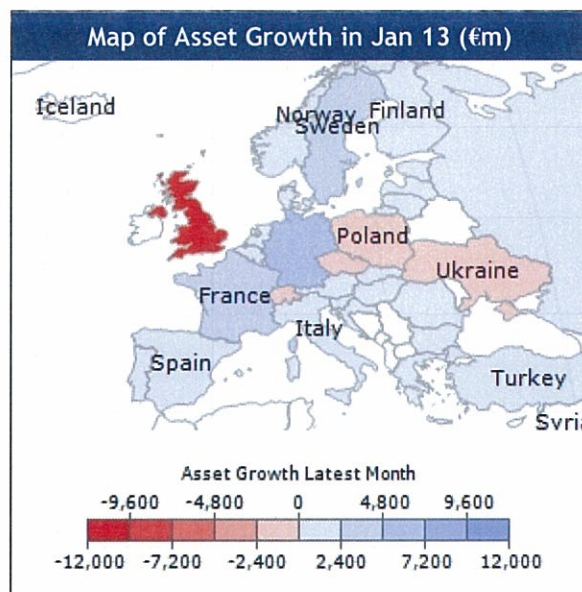 Map of Asset Growth in Jan 13 (€m)
Iceland
Norway Finland
Sweden
Poland
Ukraine
France
Italy
Spain
Turkey
Syria
Asset Growth Latest Month
-9,600 -4,800 0 4,800 9,600
-12,000 -7,200 -2,400 2,400 7,200 12,000